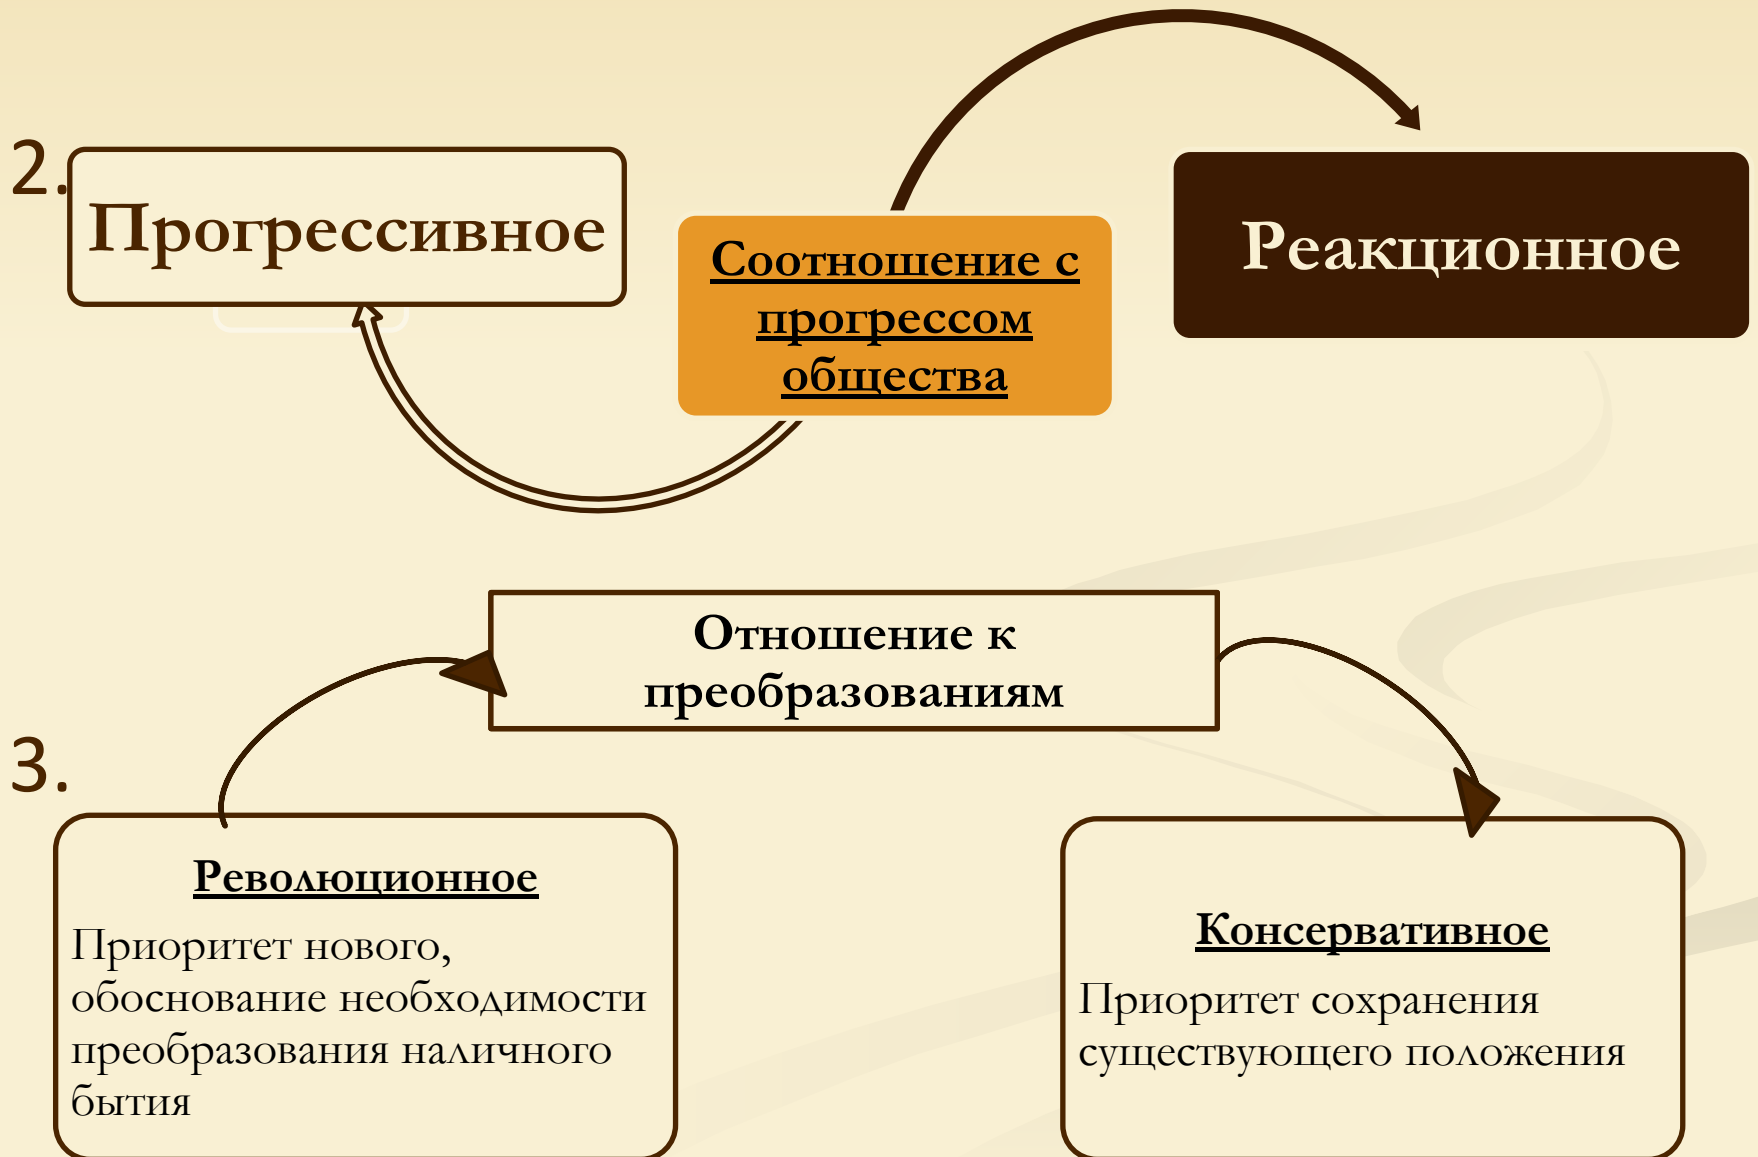 2.
Прогрессивное
Соотношение с
прогрессом
общества
Реакционное
Отношение к
преобразованиям
3.
Революционное
Приоритет нового,
обоснование необходимости
преобразования наличного
бытия
Консервативное
Приоритет сохранения
существующего положения